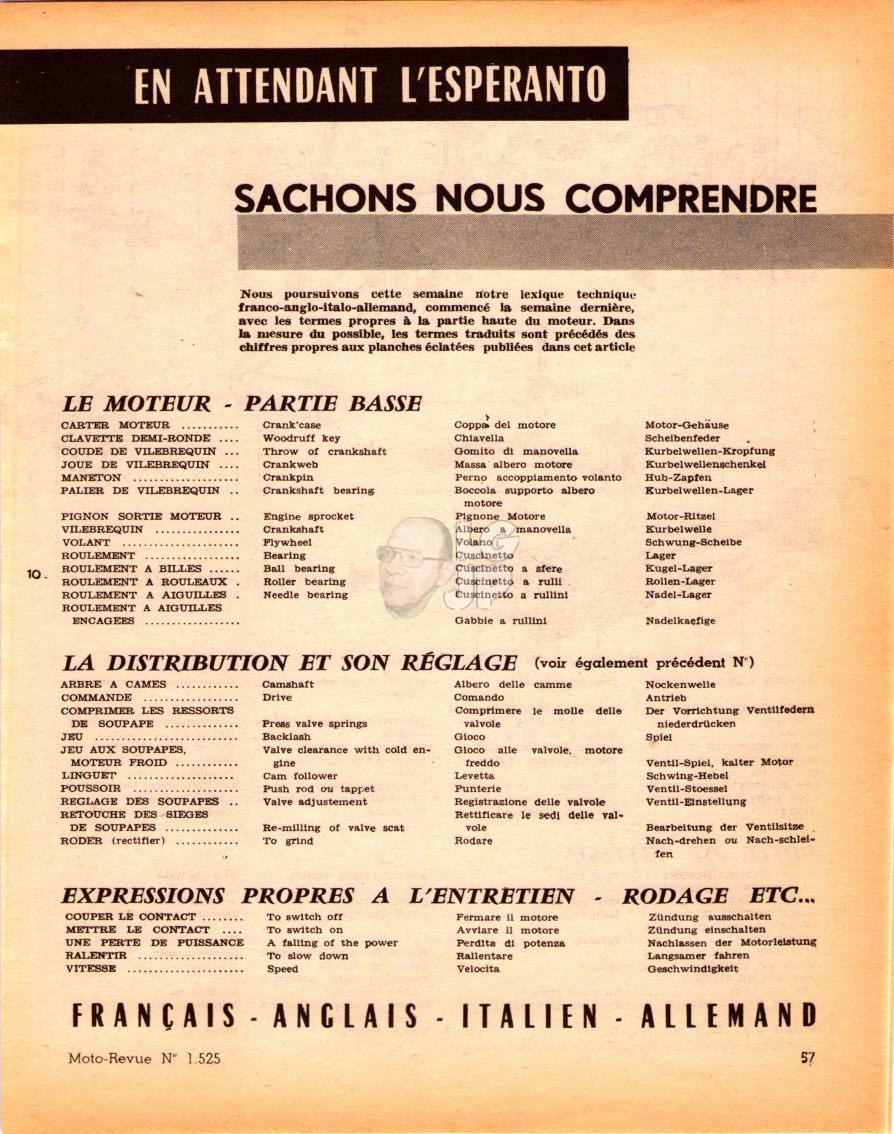 EN ATTENDANT L'ESPERANTO
SACHONS NOUS COMPRENDRE
Nous poursuivons cette semaine notre lexique technique
franco-anglo-italo-allemand, commencé la semaine dernière,
avec les termes propres à la partie haute du moteur. Dans
la mesure du possible, les termes traduits sont précédés des
chiffres propres aux planches éclatées publiées dans cet article
LE MOTEUR - PARTIE BASSE
CARTER MOTEUR ........... Crank'case Coppa del motore Motor-Gehäuse
CLAVETTE DEMI-RONDE .... Woodruff key Chiavella Scheibenfeder
COUDE DE VILEBREQUIN ... Throw of crankshaft Gomito di manovella Kurbelwellen-Kropfung
JOUE DE VILEBREQUIN .... Crankweb Massa albero motore Kurbelwellenschenkel
MANETON ................... Crankpin Perno accoppiamento volanto Hub-Zapfen
PALIER DE VILEBREQUIN .. Crankshaft bearing Boccola supporto albero Kurbelwellen-Lager
motore
PIGNON SORTIE MOTEUR .. Engine sprocket Pignone Motore Motor-Ritzel
VILEBREQUIN ............... Crankshaft Albero a manovella Kurbelwelle
VOLANT .................... Flywheel Volano Schwung-Scheibe
ROULEMENT ................. Bearing Cuscinetto Lager
10. ROULEMENT A BILLES ...... Ball bearing Cuscinetto a sfere Kugel-Lager
ROULEMENT A ROULEAUX . Roller bearing Cuscinetto a rulli Rollen-Lager
ROULEMENT A AIGUILLES . Needle bearing Cuscinetto a rullini Nadel-Lager
ROULEMENT A AIGUILLES
ENCAGEES .................. Gabbie a rullini Nadelkaefige
LA DISTRIBUTION ET SON RÉGLAGE (voir également précédent N°)
ARBRE A CAMES ............ Camshaft Albero delle camme Nockenwelle
COMMANDE .................. Drive Comando Antrieb
COMPRIMER LES RESSORTS Comprimere le molle delle Der Vorrichtung Ventilfedern
DE SOUPAPE .............. Press valve springs valvole niederdrücken
JEU .......................... Backlash Gioco Spiel
JEU AUX SOUPAPES, Valve clearance with cold en- Gioco alle valvole, motore
MOTEUR FROID ............ gine freddo Ventil-Spiel, kalter Motor
LINGUET .................... Cam follower Levetta Schwing-Hebel
POUSSOIR ................... Push rod ou tappet Punterie Ventil-Stoessel
REGLAGE DES SOUPAPES .. Valve adjustement Registrazione delle valvole Ventil-Einstellung
RETOUCHE DES SIEGES Rettificare le sedi delle val-
DE SOUPAPES ............. Re-milling of valve scat vole Bearbeitung der Ventilsitze
RODER (rectifier) ............ To grind Rodare Nach-drehen ou Nach-schlei-
fen
EXPRESSIONS PROPRES A L'ENTRETIEN - RODAGE ETC...
COUPER LE CONTACT ........ To switch off Fermare il motore Zündung ausschalten
METTRE LE CONTACT .... To switch on Avviare il motore Zündung einschalten
UNE PERTE DE PUISSANCE A falling of the power Perdita di potenza Nachlassen der Motorleistung
RALENTIR ................... To slow down Rallentare Langsamer fahren
VITESSE ..................... Speed Velocita Geschwindigkeit
FRANÇAIS - ANGLAIS - ITALIEN - ALLEMAND
Moto-Revue N° 1.525 57